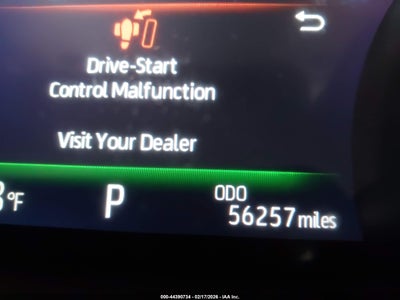 Drive-Start
Control Malfunction
Visit Your Dealer
°F
P
ODO
56257 miles
000-44390734 - 02/17/2026 - IAA Inc.